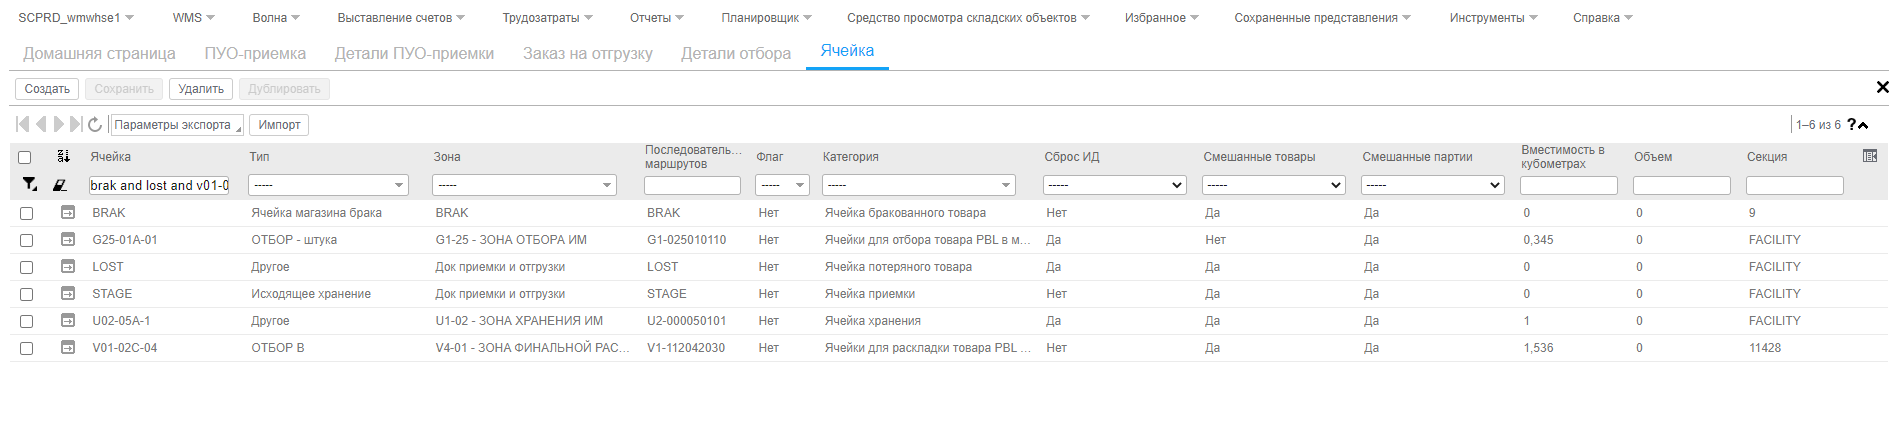 SCPRD_wmwhse1 WMS Волна Выставление счетов Трудозатраты Отчеты Планировщик Средство просмотра складских объектов Избранное Сохраненные представления Инструменты Справка
Домашняя страница ПУО-приемка Детали ПУО-приемки Заказ на отгрузку Детали отбора Ячейка
Создать Сохранить Удалить Дублировать
Параметры экспорта Импорт 1–6 из 6 ?
Ячейка Тип Зона Последователь... маршрутов Флаг Категория Сброс ИД Смешанные товары Смешанные партии Вместимость в кубометрах Объем Секция
brak and lost and v01-0 ----- ----- ----- ----- ----- ----- -----
BRAK Ячейка магазина брака BRAK BRAK Нет Ячейка бракованного товара Нет Да Да 0 0 9
G25-01A-01 ОТБОР - штука G1-25 - ЗОНА ОТБОРА ИМ G1-025010110 Нет Ячейки для отбора товара PBL в м... Да Нет Да 0,345 0 FACILITY
LOST Другое Док приемки и отгрузки LOST Нет Ячейка потеряного товара Да Да Да 0 0 FACILITY
STAGE Исходящее хранение Док приемки и отгрузки STAGE Нет Ячейка приемки Нет Да Да 0 0 FACILITY
U02-05A-1 Другое U1-02 - ЗОНА ХРАНЕНИЯ ИМ U2-000050101 Нет Ячейка хранения Да Да Да 1 0 FACILITY
V01-02C-04 ОТБОР В V4-01 - ЗОНА ФИНАЛЬНОЙ РАС... V1-112042030 Нет Ячейки для раскладки товара PBL ... Нет Да Да 1,536 0 11428